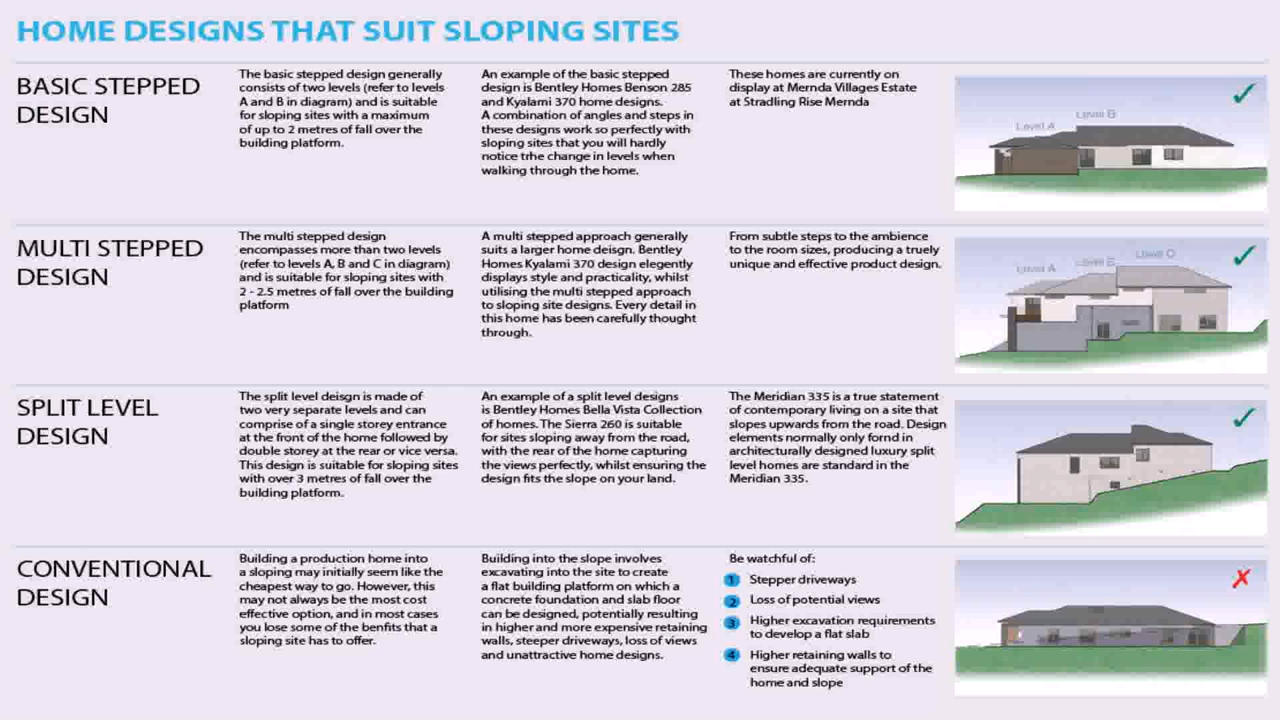 HOME DESIGNS THAT SUIT SLOPING SITES
BASIC STEPPED
DESIGN
The basic stepped design generally
consists of two levels (refer to levels
A and B in diagram) and is suitable
for sloping sites with a maximum
of up to 2 metres of fall over the
building platform.
An example of the basic stepped
design is Bentley Homes Benson 285
and Kyalami 370 home designs.
A combination of angles and steps in
these designs work so perfectly with
sloping sites that you will hardly
notice trhe change in levels when
walking through the home.
These homes are currently on
display at Mernda Villages Estate
at Stradling Rise Mernda
Level A
Level B
MULTI STEPPED
DESIGN
The multi stepped design
encompasses more than two levels
(refer to levels A, B and C in diagram)
and is suitable for sloping sites with
2 - 2.5 metres of fall over the building
platform
A multi stepped approach generally
suits a larger home deisgn. Bentley
Homes Kyalami 370 design elegently
displays style and practicality, whilst
utilising the multi stepped approach
to sloping site designs. Every detail in
this home has been carefully thought
through.
From subtle steps to the ambience
to the room sizes, producing a truely
unique and effective product design.
Level A
Level B
Level C
SPLIT LEVEL
DESIGN
The split level deisgn is made of
two very separate levels and can
comprise of a single storey entrance
at the front of the home followed by
double storey at the rear or vice versa.
This design is suitable for sloping sites
with over 3 metres of fall over the
building platform.
An example of a split level designs
is Bentley Homes Bella Vista Collection
of homes. The Sierra 260 is suitable
for sites sloping away from the road,
with the rear of the home capturing
the views perfectly, whilst ensuring the
design fits the slope on your land.
The Meridian 335 is a true statement
of contemporary living on a site that
slopes upwards from the road. Design
elements normally only fornd in
architecturally designed luxury split
level homes are standard in the
Meridian 335.
CONVENTIONAL
DESIGN
Building a production home into
a sloping may initially seem like the
cheapest way to go. However, this
may not always be the most cost
effective option, and in most cases
you lose some of the benfits that a
sloping site has to offer.
Building into the slope involves
excavating into the site to create
a flat building platform on which a
concrete foundation and slab floor
can be designed, potentially resulting
in higher and more expensive retaining
walls, steeper driveways, loss of views
and unattractive home designs.
Be watchful of:
1 Stepper driveways
2 Loss of potential views
3 Higher excavation requirements
to develop a flat slab
4 Higher retaining walls to
ensure adequate support of the
home and slope